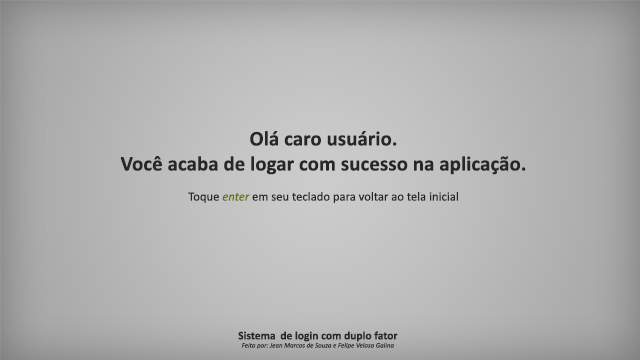 Olá caro usuário.
Você acaba de logar com sucesso na aplicação.
Toque enter em seu teclado para voltar ao tela inicial
Sistema de login com duplo fator
Feito por: Jean Marcos de Souza e Felipe Veloso Galina